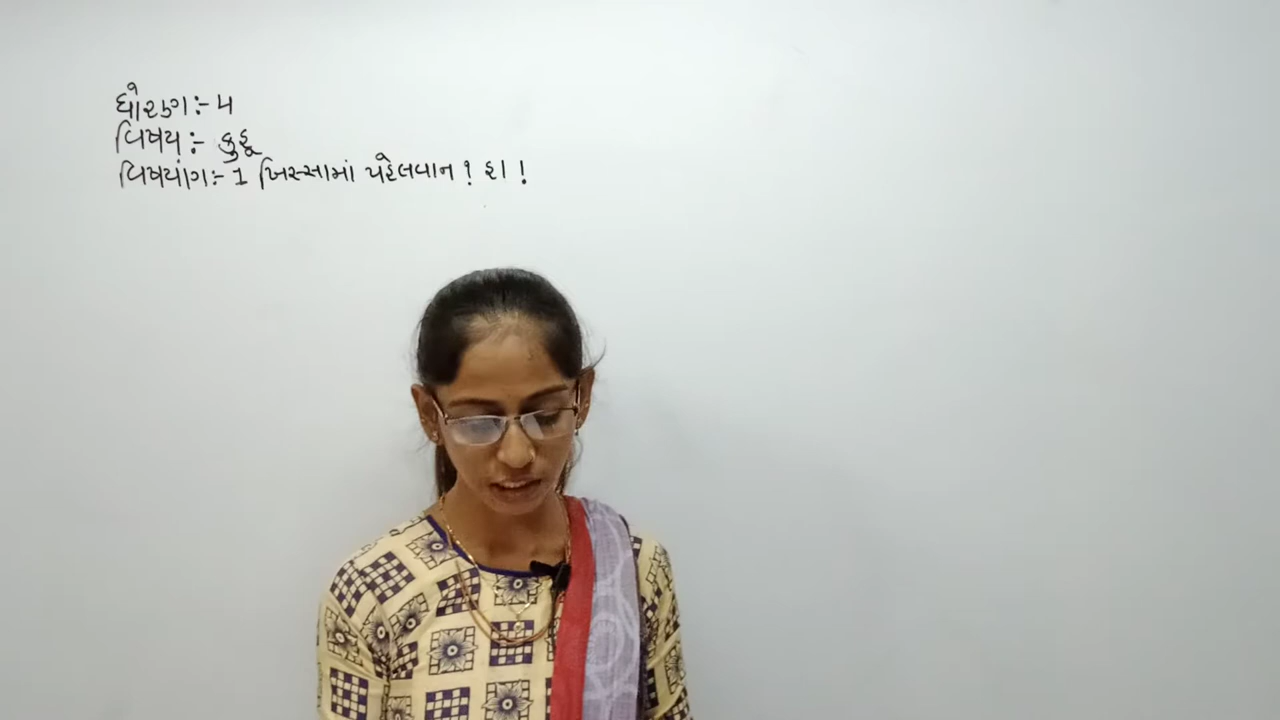 ધોરણ:- ૫
વિષય:- કુહૂ
વિષયાંગ:- 1 ખિસ્સામાં પહેલવાન ! હા !